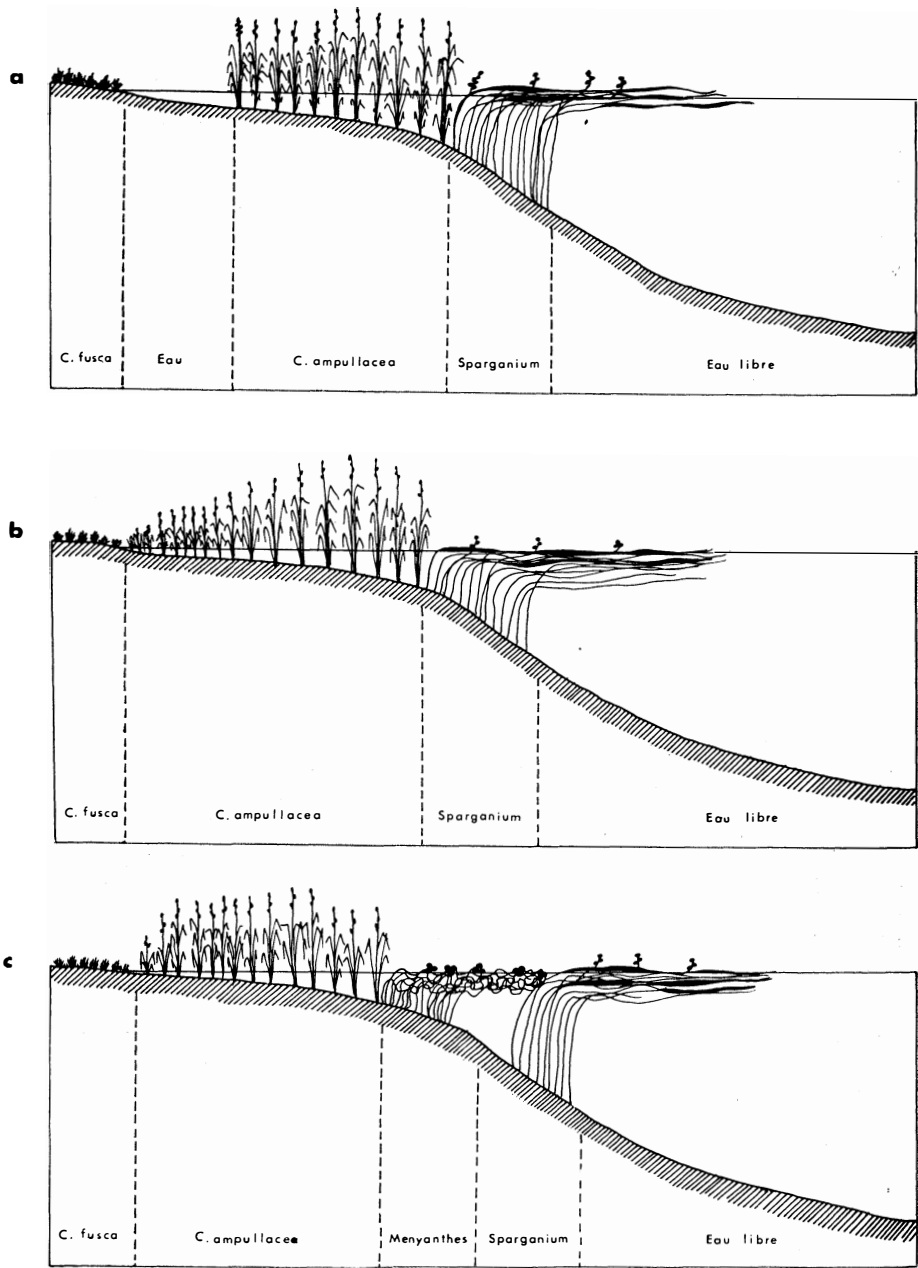 a
C. fusca Eau C. ampullacea Sparganium Eau libre
b
C. fusca C. ampullacea Sparganium Eau libre
c
C. fusca C. ampullacea Menyanthes Sparganium Eau libre